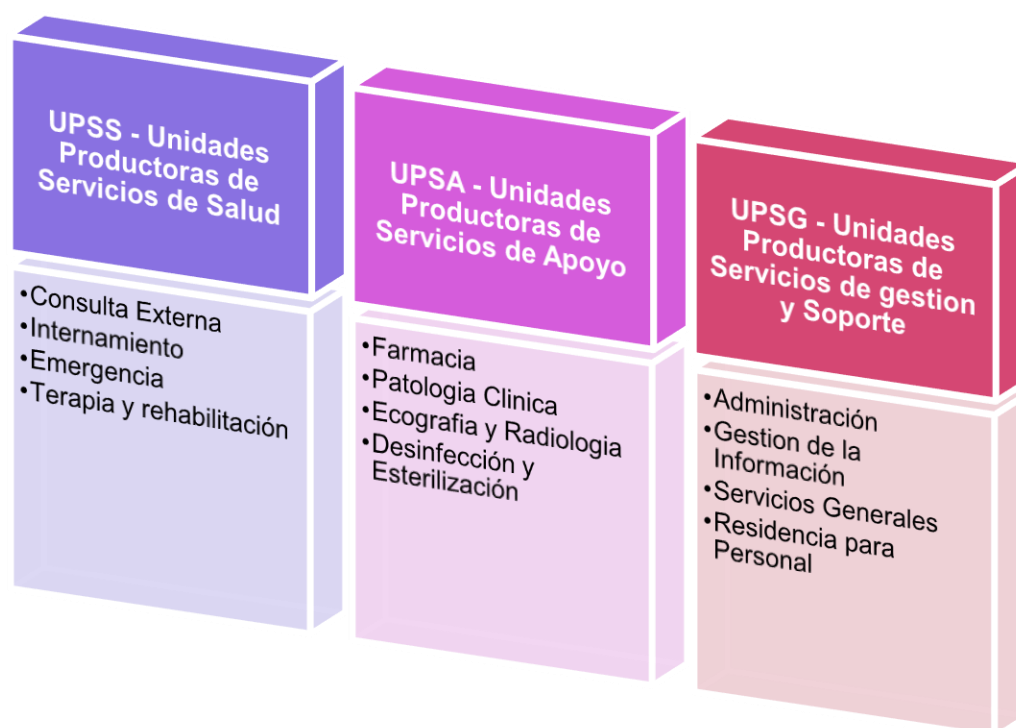 UPSS - Unidades
Productoras de
Servicios de Salud
•Consulta Externa
•Internamiento
•Emergencia
•Terapia y rehabilitación
UPSA - Unidades
Productoras de
Servicios de Apoyo
•Farmacia
•Patologia Clinica
•Ecografia y Radiologia
•Desinfección y
Esterilización
UPSG - Unidades
Productoras de
Servicios de gestion
y Soporte
•Administración
•Gestion de la
Información
•Servicios Generales
•Residencia para
Personal